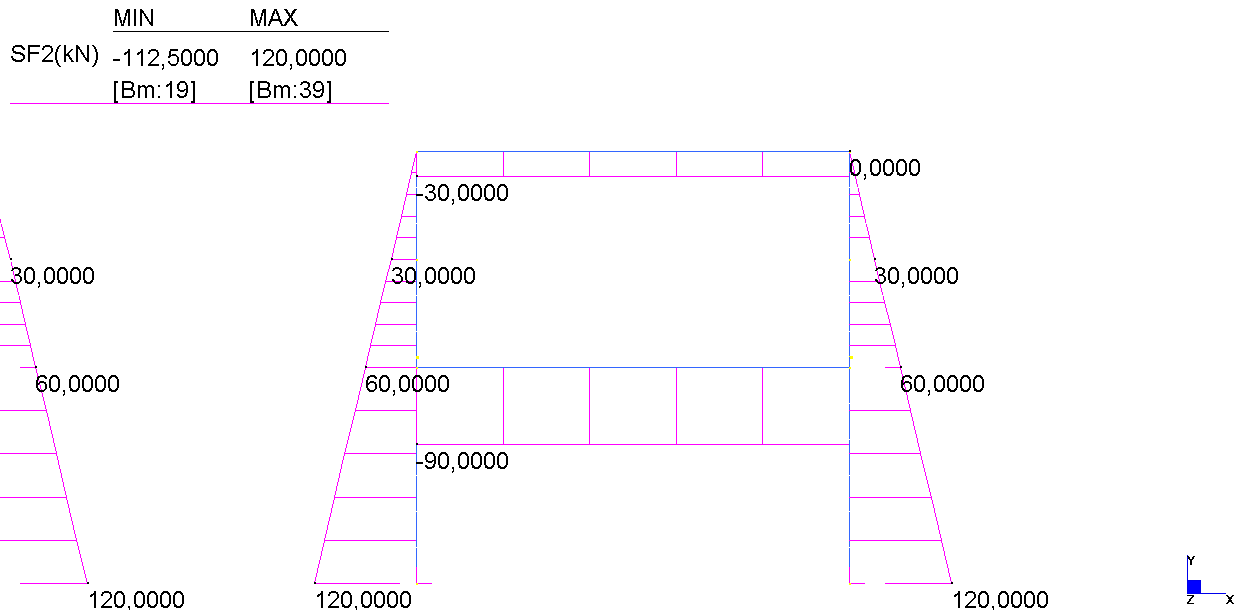 MIN MAX
SF2(kN) -112,5000 120,0000
[Bm:19] [Bm:39]
0,0000
-30,0000
30,0000 30,0000 30,0000
60,0000 60,0000 60,0000
-90,0000
Y
Z X
120,0000 120,0000 120,0000